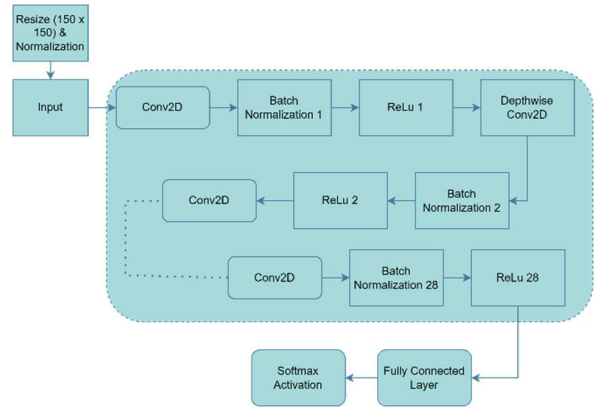 Resize (150 x
150) &
Normalization
Input
Conv2D
Batch
Normalization 1
ReLu 1
Depthwise
Conv2D
Conv2D
ReLu 2
Batch
Normalization 2
Conv2D
Batch
Normalization 28
ReLu 28
Softmax
Activation
Fully Connected
Layer